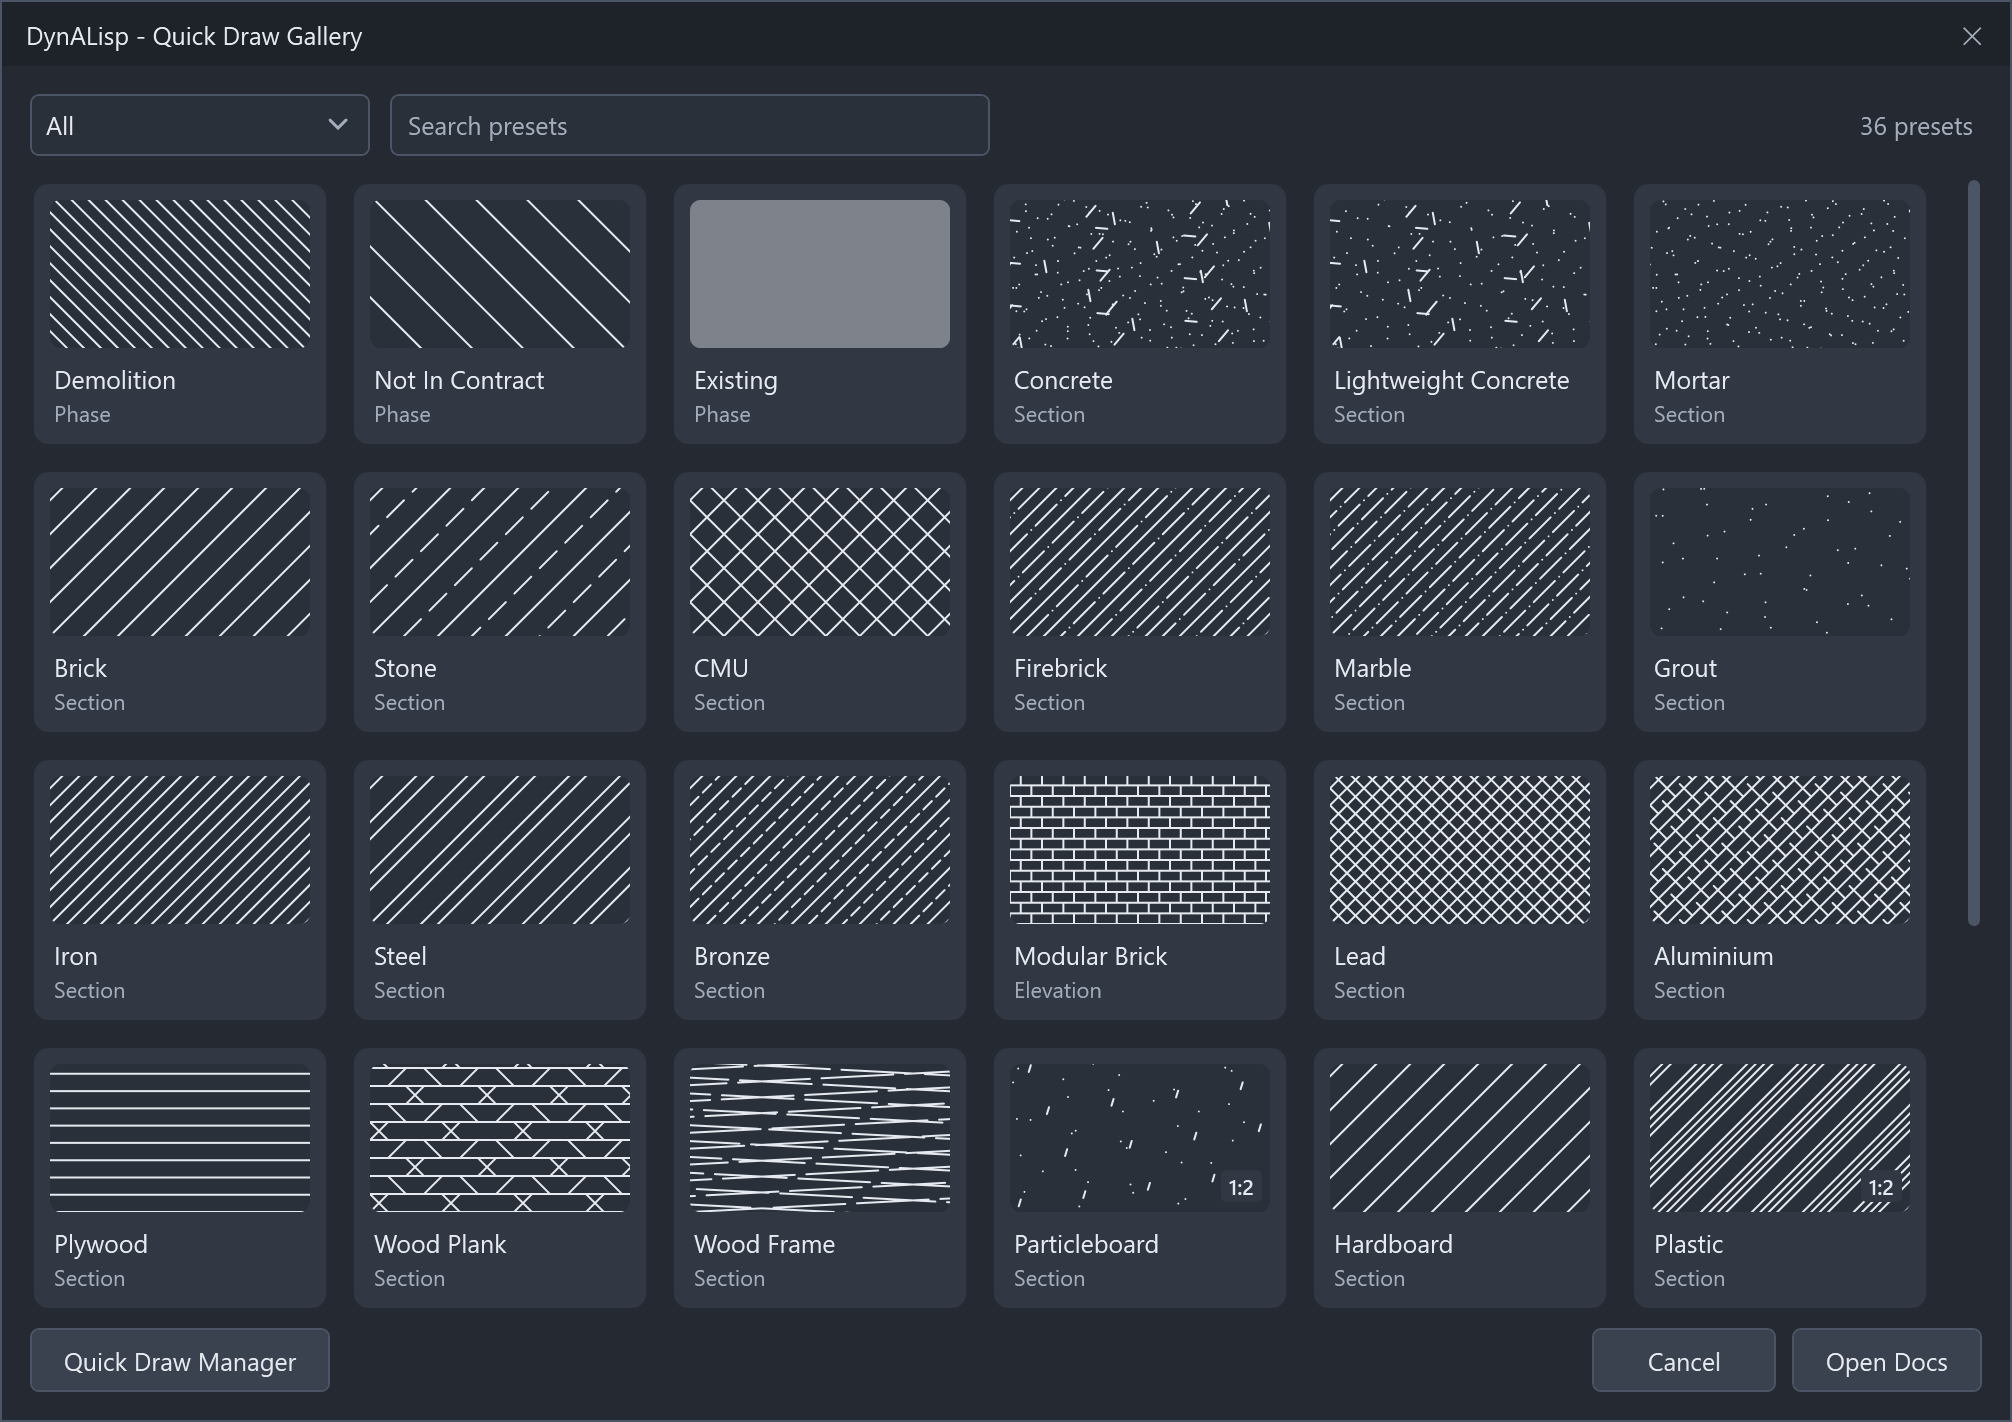 DynALisp - Quick Draw Gallery
All
Search presets
36 presets
Demolition
Phase
Not In Contract
Phase
Existing
Phase
Concrete
Section
Lightweight Concrete
Section
Mortar
Section
Brick
Section
Stone
Section
CMU
Section
Firebrick
Section
Marble
Section
Grout
Section
Iron
Section
Steel
Section
Bronze
Section
Modular Brick
Elevation
Lead
Section
Aluminium
Section
Plywood
Section
Wood Plank
Section
Wood Frame
Section
1:2
Particleboard
Section
Hardboard
Section
1:2
Plastic
Section
Quick Draw Manager
Cancel
Open Docs